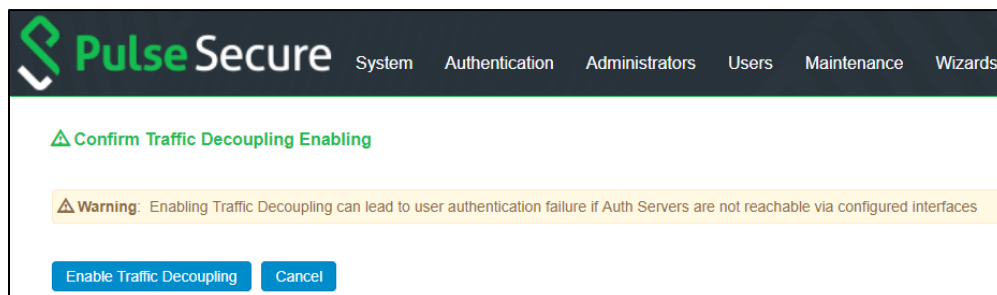 Pulse Secure System Authentication Administrators Users Maintenance Wizards
Confirm Traffic Decoupling Enabling
Warning: Enabling Traffic Decoupling can lead to user authentication failure if Auth Servers are not reachable via configured interfaces
Enable Traffic Decoupling Cancel